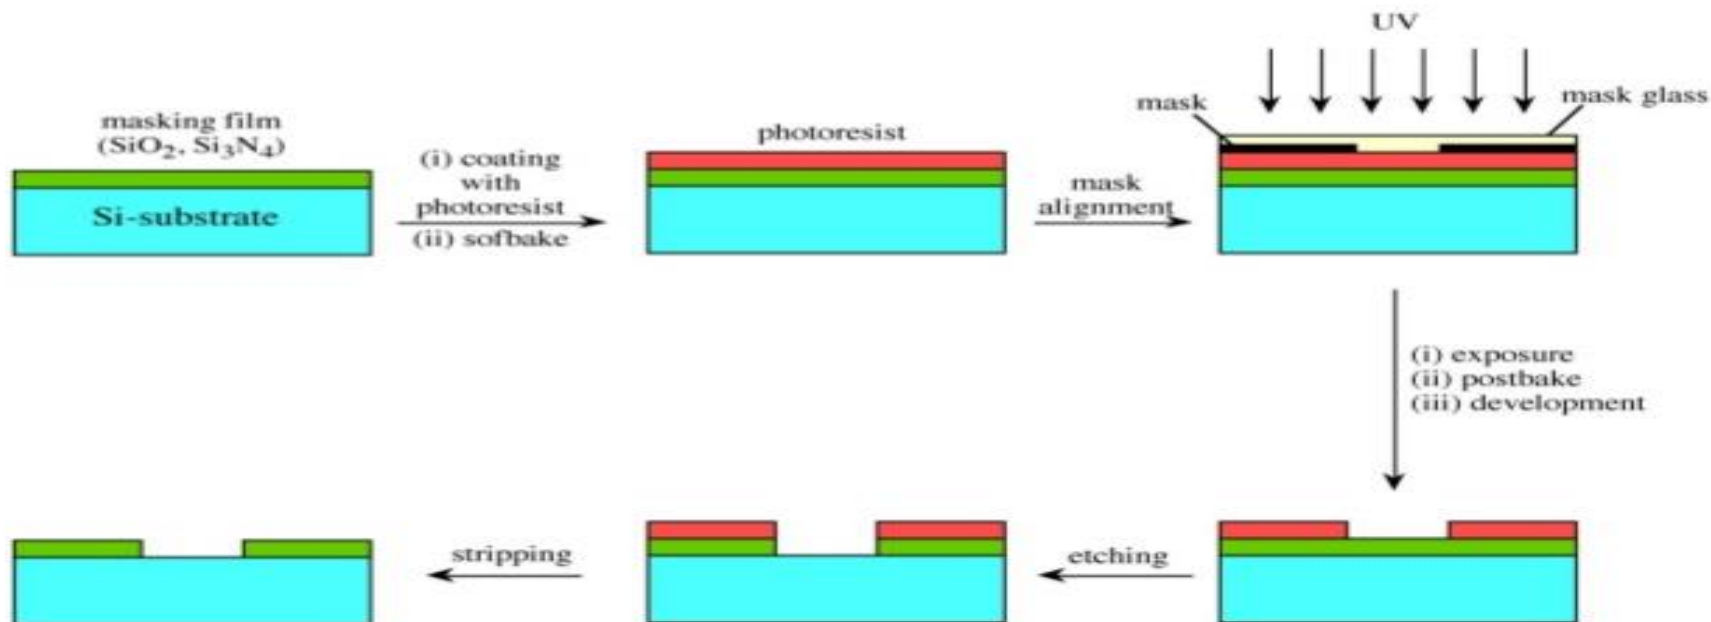 masking film
(SiO₂, Si₃N₄)
Si-substrate
(i) coating
with
photoresist
(ii) sofbake
photoresist
mask
alignment
UV
mask
mask glass
(i) exposure
(ii) postbake
(iii) development
etching
stripping